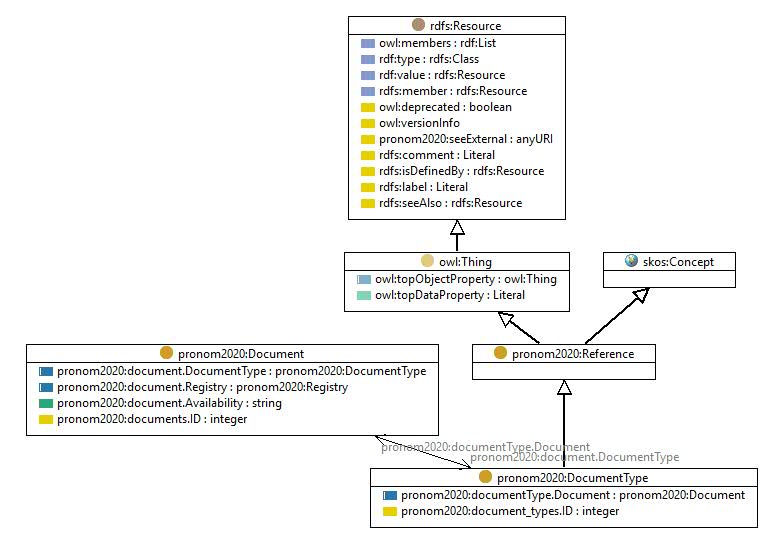 rdfs:Resource
owl:members : rdf:List
rdf:type : rdfs:Class
rdf:value : rdfs:Resource
rdfs:member : rdfs:Resource
owl:deprecated : boolean
owl:versionInfo
pronom2020:seeExternal : anyURI
rdfs:comment : Literal
rdfs:isDefinedBy : rdfs:Resource
rdfs:label : Literal
rdfs:seeAlso : rdfs:Resource
owl:Thing
owl:topObjectProperty : owl:Thing
owl:topDataProperty : Literal
skos:Concept
pronom2020:Document
pronom2020:document.DocumentType : pronom2020:DocumentType
pronom2020:document.Registry : pronom2020:Registry
pronom2020:document.Availability : string
pronom2020:documents.ID : integer
pronom2020:Reference
pronom2020:documentType.Document
pronom2020:document.DocumentType
pronom2020:DocumentType
pronom2020:documentType.Document : pronom2020:Document
pronom2020:document_types.ID : integer